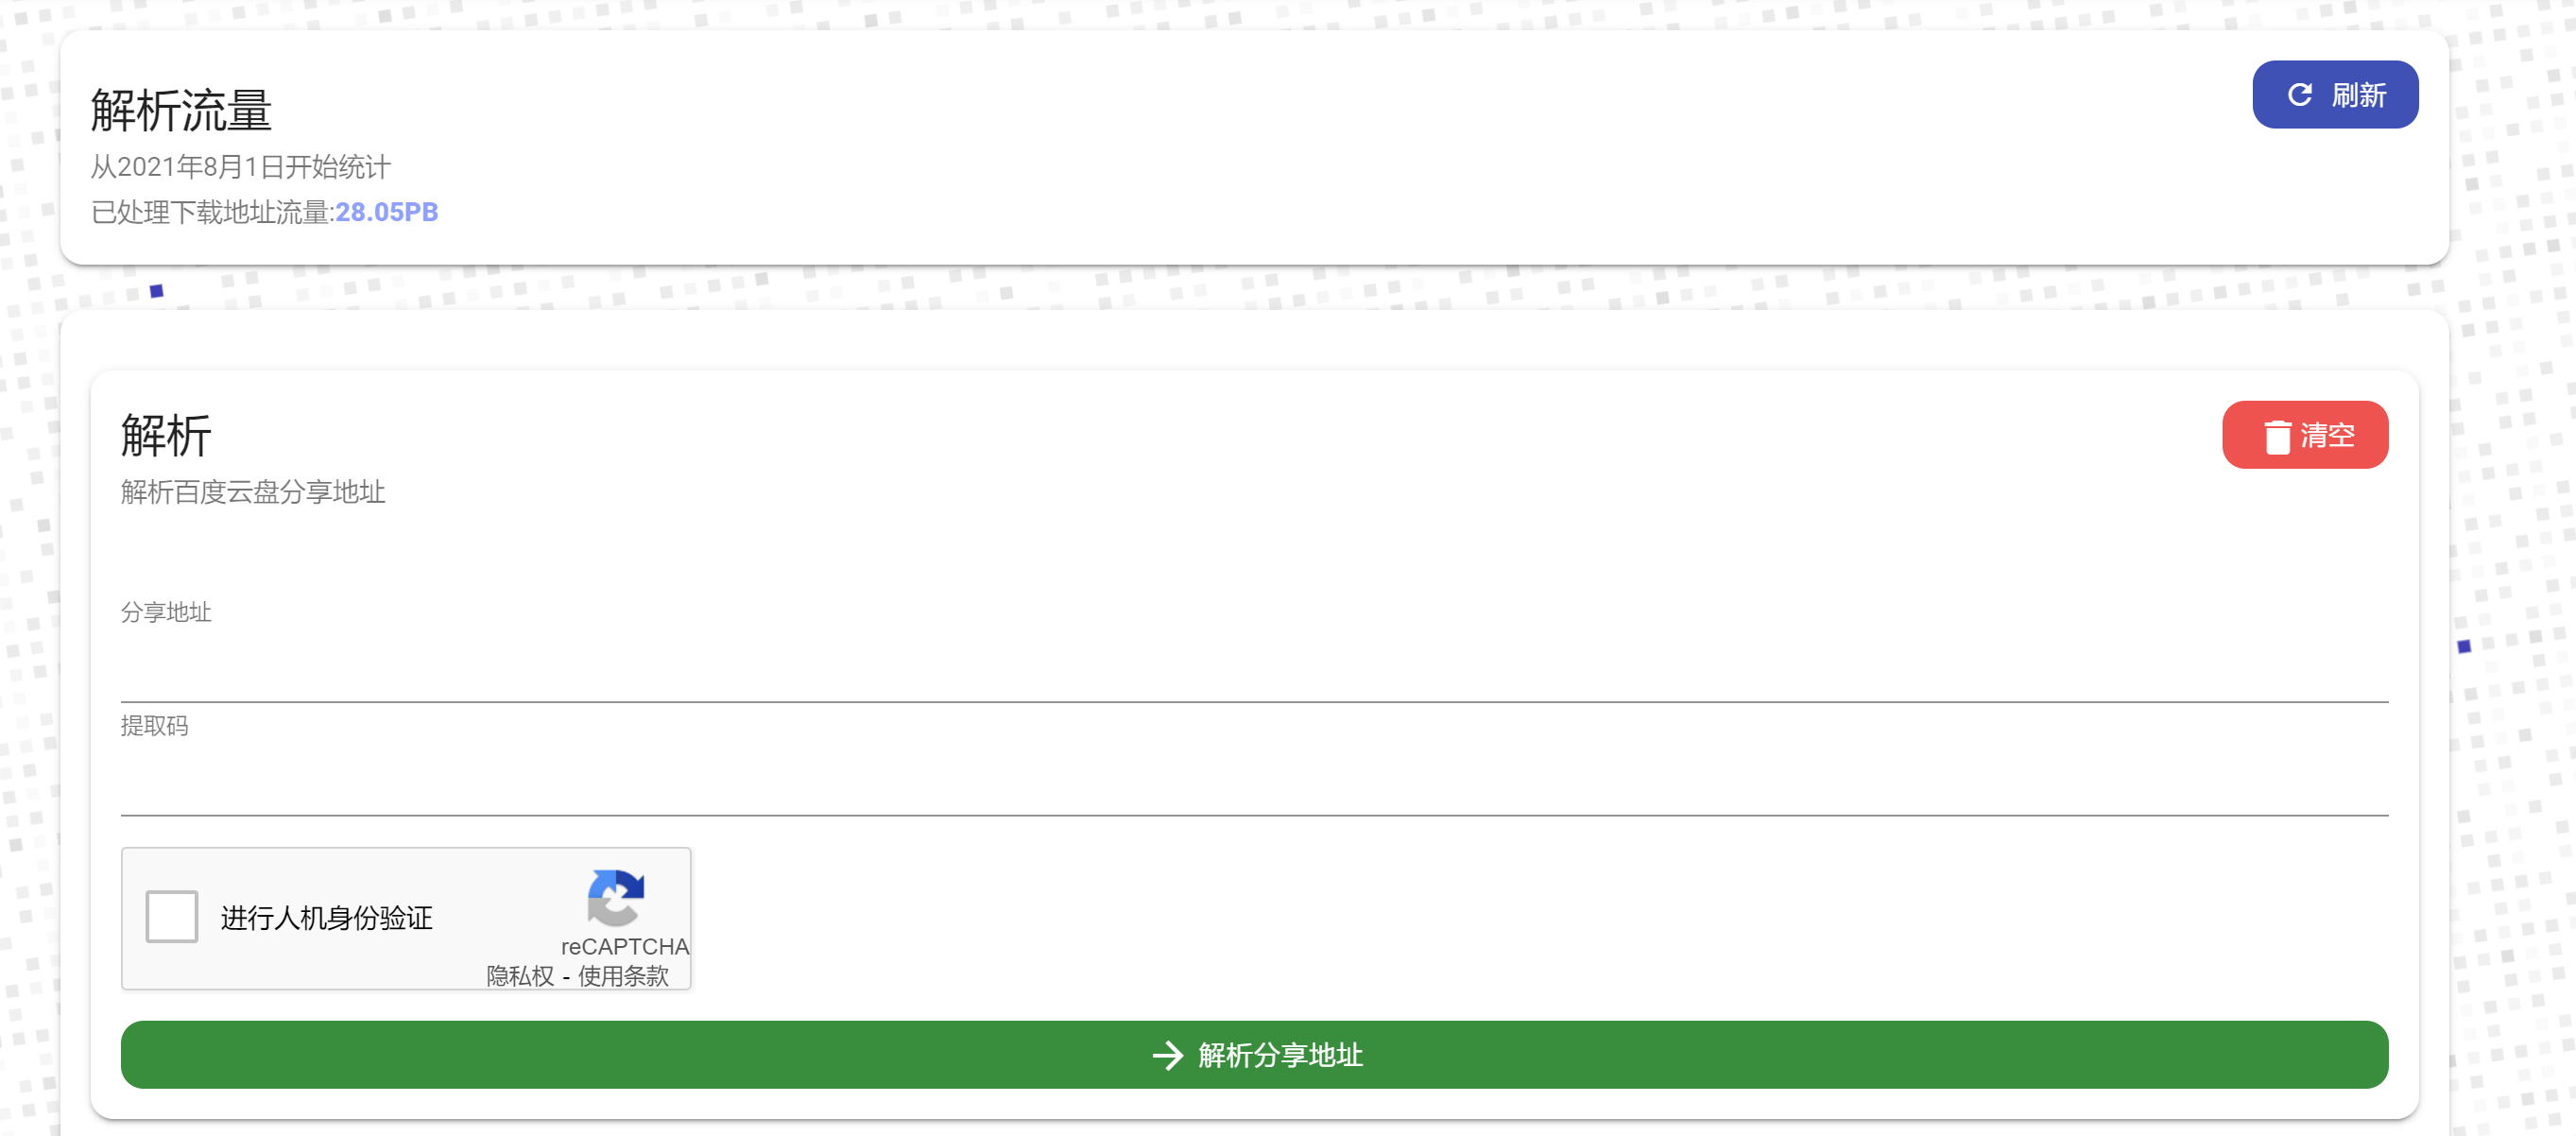 解析流量
刷新
从2021年8月1日开始统计
已处理下载地址流量:28.05PB
解析
清空
解析百度云盘分享地址
分享地址
提取码
进行人机身份验证
reCAPTCHA
隐私权 - 使用条款
解析分享地址